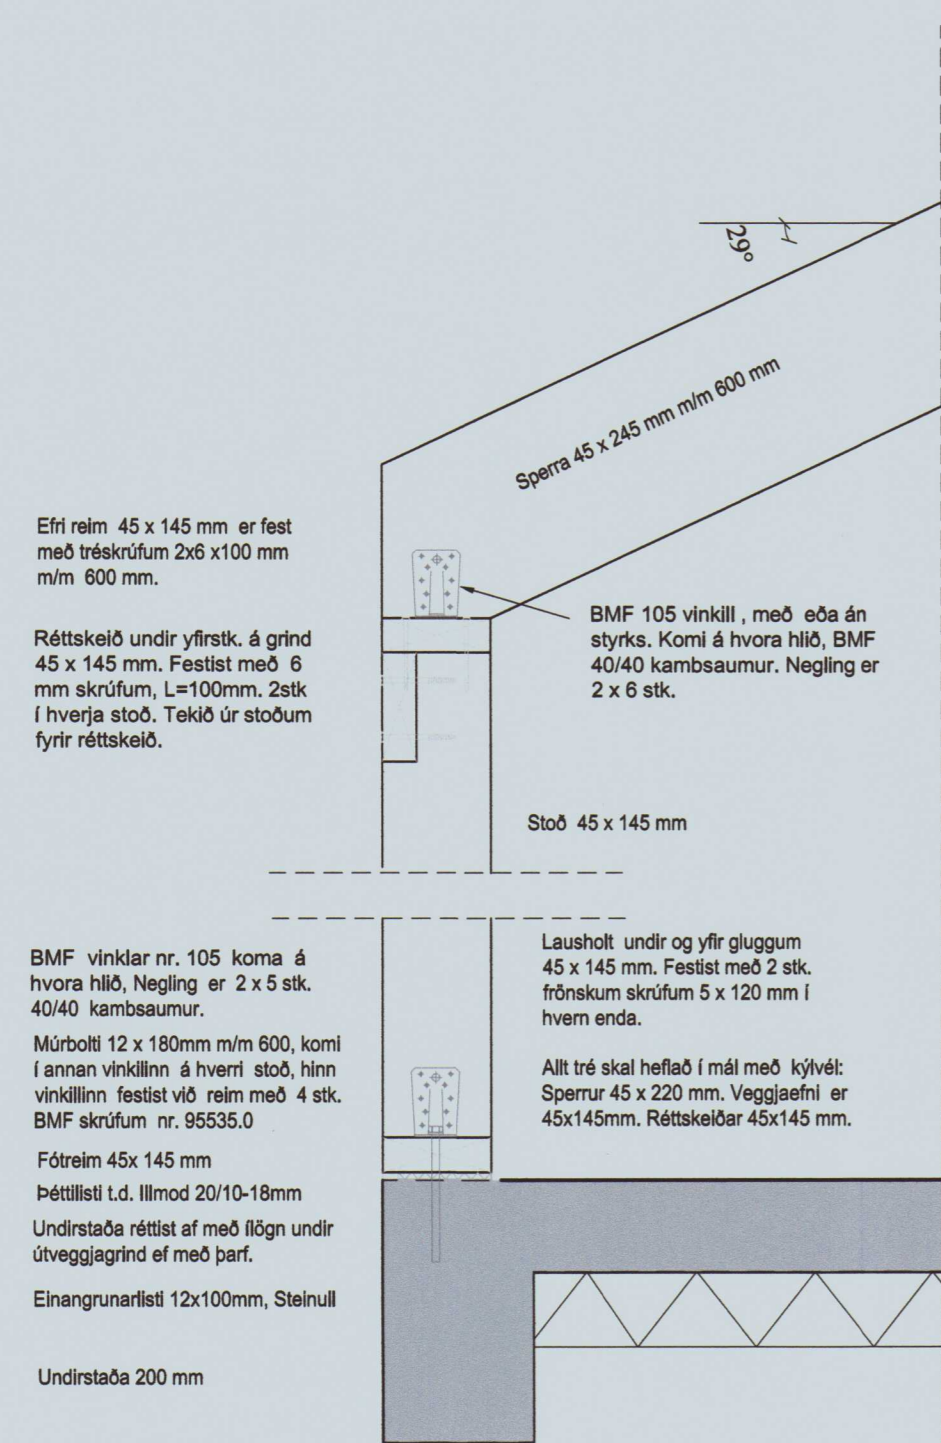 29°
Sperra 45 x 245 mm m/m 600 mm
Efri reim 45 x 145 mm er fest
með tréskrúfum 2x6 x100 mm
m/m 600 mm.
Réttskeið undir yfirstk. á grind
45 x 145 mm. Festist með 6
mm skrúfum, L=100mm. 2stk
í hverja stoð. Tekið úr stoðum
fyrir réttskeið.
BMF 105 vinkill , með eða án
styrks. Komi á hvora hlið, BMF
40/40 kambsaumur. Negling er
2 x 6 stk.
Stoð 45 x 145 mm
BMF vinklar nr. 105 koma á
hvora hlið, Negling er 2 x 5 stk.
40/40 kambsaumur.
Múrbolti 12 x 180mm m/m 600, komi
í annan vinkilinn á hverri stoð, hinn
vinkillinn festist við reim með 4 stk.
BMF skrúfum nr. 95535.0
Fótreim 45x 145 mm
Þéttilisti t.d. Illmod 20/10-18mm
Undirstaða réttist af með ílögn undir
útveggjagrind ef með þarf.
Einangrunarlisti 12x100mm, Steinull
Undirstaða 200 mm
Lausholt undir og yfir gluggum
45 x 145 mm. Festist með 2 stk.
frönskum skrúfum 5 x 120 mm í
hvern enda.
Allt tré skal heflað í mál með kýlvél:
Sperrur 45 x 220 mm. Veggjaefni er
45x145mm. Réttskeiðar 45x145 mm.